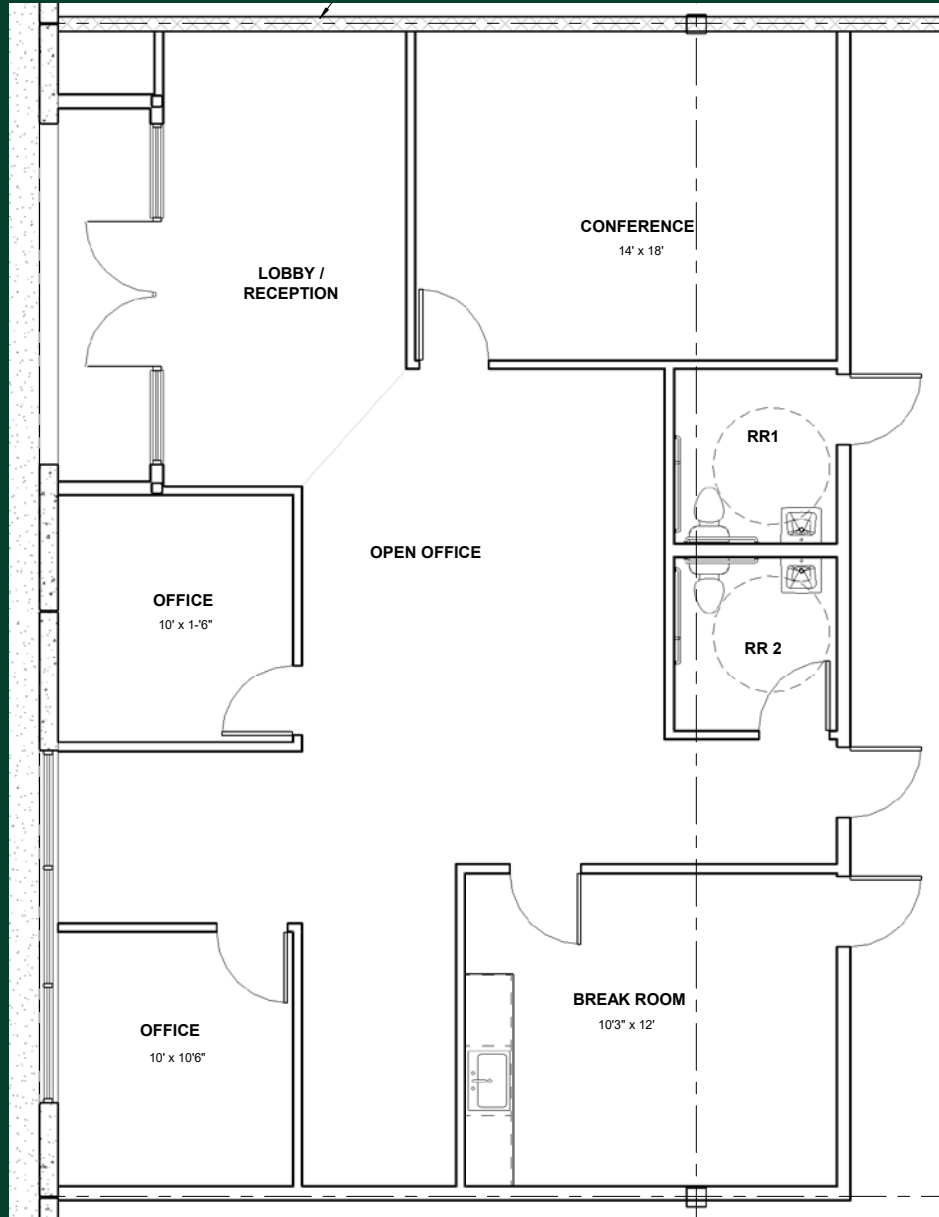 CONFERENCE
14' x 18'
LOBBY /
RECEPTION
RR1
OPEN OFFICE
OFFICE
10' x 1-'6"
RR 2
BREAK ROOM
10'3" x 12'
OFFICE
10' x 10'6"